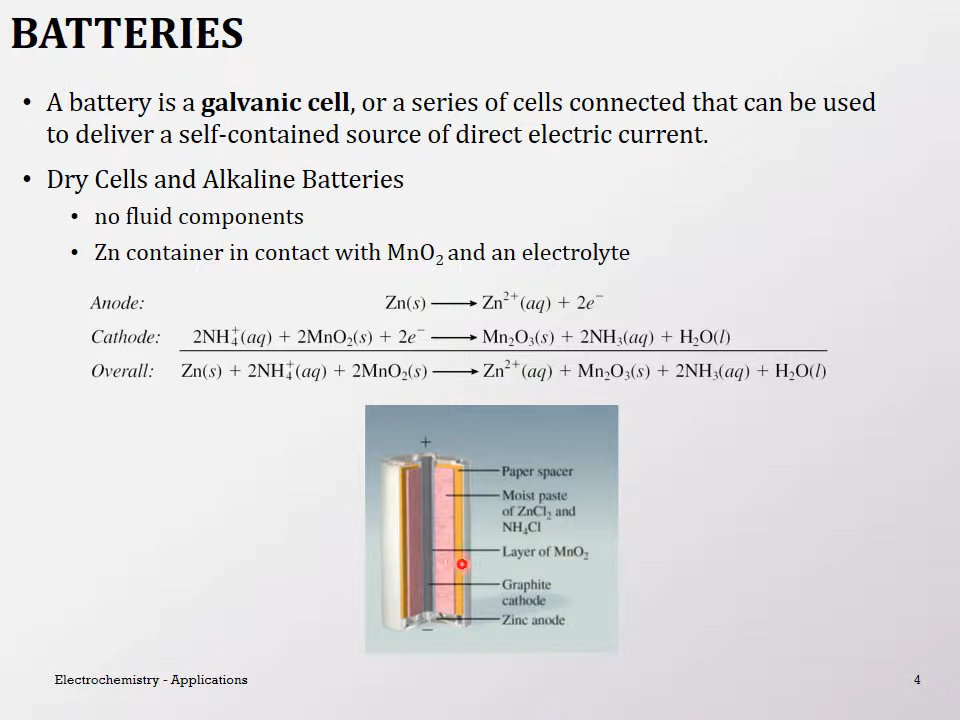 BATTERIES
• A battery is a galvanic cell, or a series of cells connected that can be used
to deliver a self-contained source of direct electric current.
• Dry Cells and Alkaline Batteries
• no fluid components
• Zn container in contact with MnO₂ and an electrolyte
Anode: Zn(s) ⟶ Zn²⁺(aq) + 2e⁻
Cathode: 2NH₄⁺(aq) + 2MnO₂(s) + 2e⁻ ⟶ Mn₂O₃(s) + 2NH₃(aq) + H₂O(l)
Overall: Zn(s) + 2NH₄⁺(aq) + 2MnO₂(s) ⟶ Zn²⁺(aq) + Mn₂O₃(s) + 2NH₃(aq) + H₂O(l)
+
Paper spacer
Moist paste
of ZnCl₂ and
NH₄Cl
Layer of MnO₂
Graphite
cathode
Zinc anode
−
Electrochemistry - Applications 4